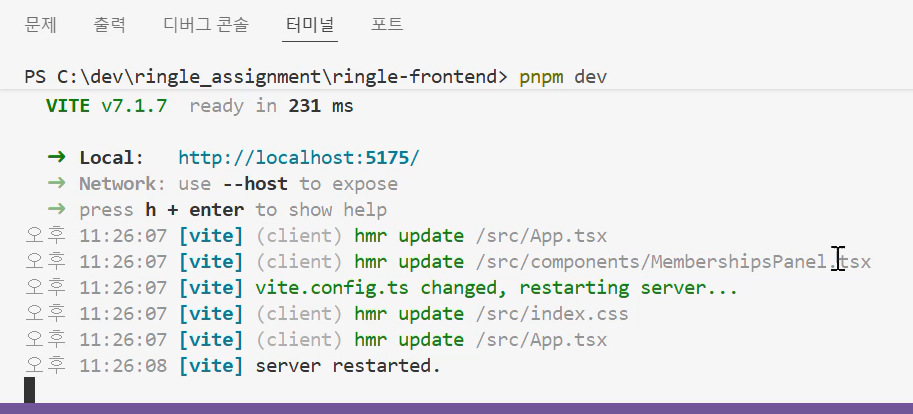 문제 출력 디버그 콘솔 터미널 포트
PS C:\dev\ringle_assignment\ringle-frontend> pnpm dev
VITE v7.1.7 ready in 231 ms
➜ Local: http://localhost:5175/
➜ Network: use --host to expose
➜ press h + enter to show help
오후 11:26:07 [vite] (client) hmr update /src/App.tsx
오후 11:26:07 [vite] (client) hmr update /src/components/MembershipsPanel.tsx
오후 11:26:07 [vite] vite.config.ts changed, restarting server...
오후 11:26:07 [vite] (client) hmr update /src/index.css
오후 11:26:07 [vite] (client) hmr update /src/App.tsx
오후 11:26:08 [vite] server restarted.